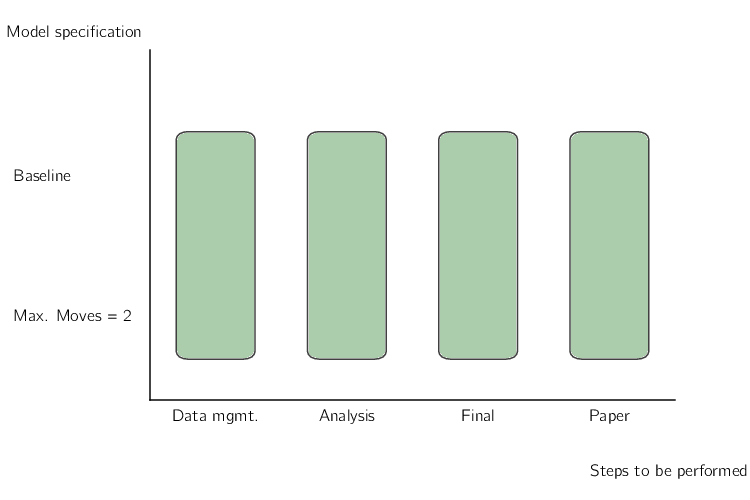 Model specification
Baseline
Max. Moves = 2
Data mgmt. Analysis Final Paper
Steps to be performed